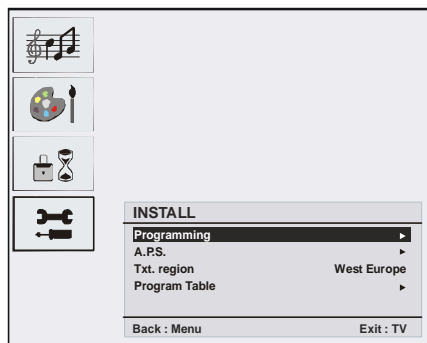 INSTALL
Programming
A.P.S.
Txt. region West Europe
Program Table
Back : Menu Exit : TV